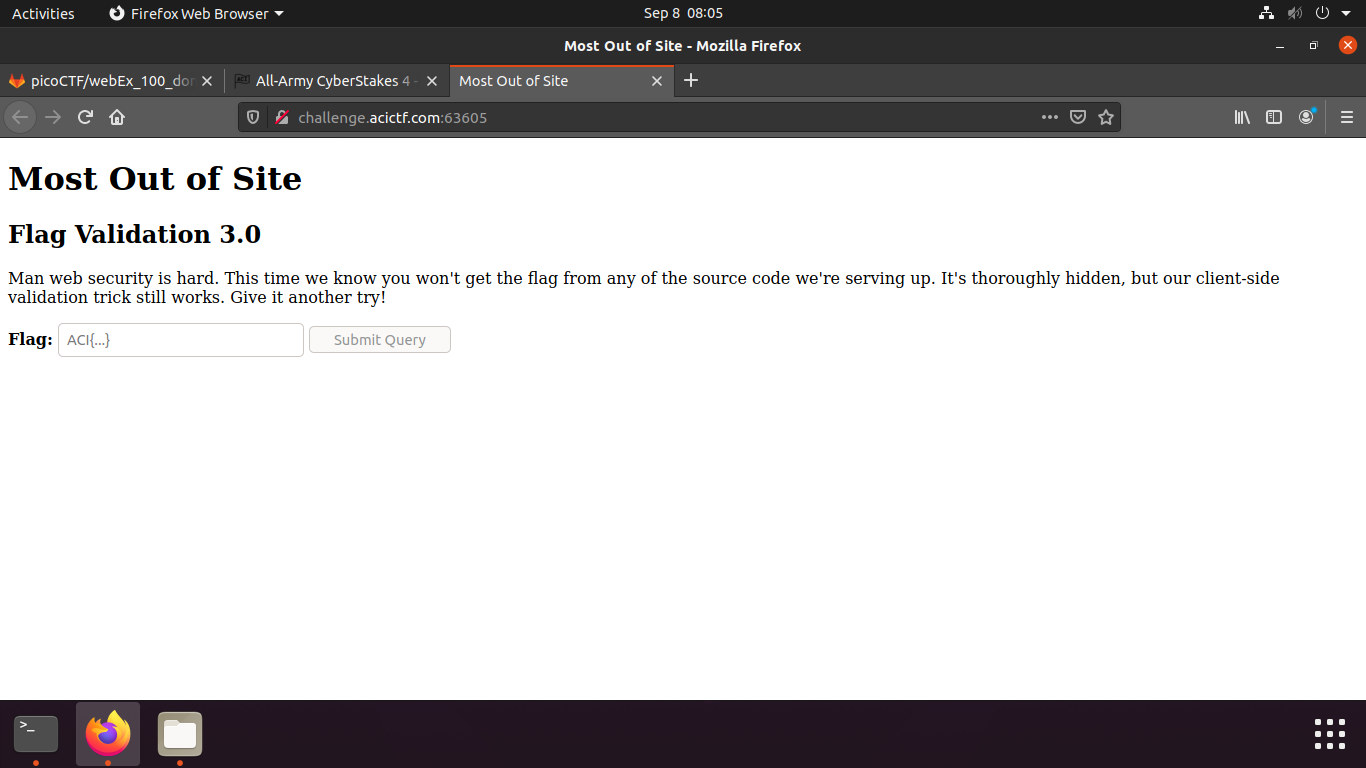 Activities Firefox Web Browser Sep 8 08:05
Most Out of Site - Mozilla Firefox
picoCTF/webEx_100_dor All-Army CyberStakes 4 - Most Out of Site
challenge.acictf.com:63605
Most Out of Site
Flag Validation 3.0
Man web security is hard. This time we know you won't get the flag from any of the source code we're serving up. It's thoroughly hidden, but our client-side
validation trick still works. Give it another try!
Flag: ACI{...} Submit Query
>_